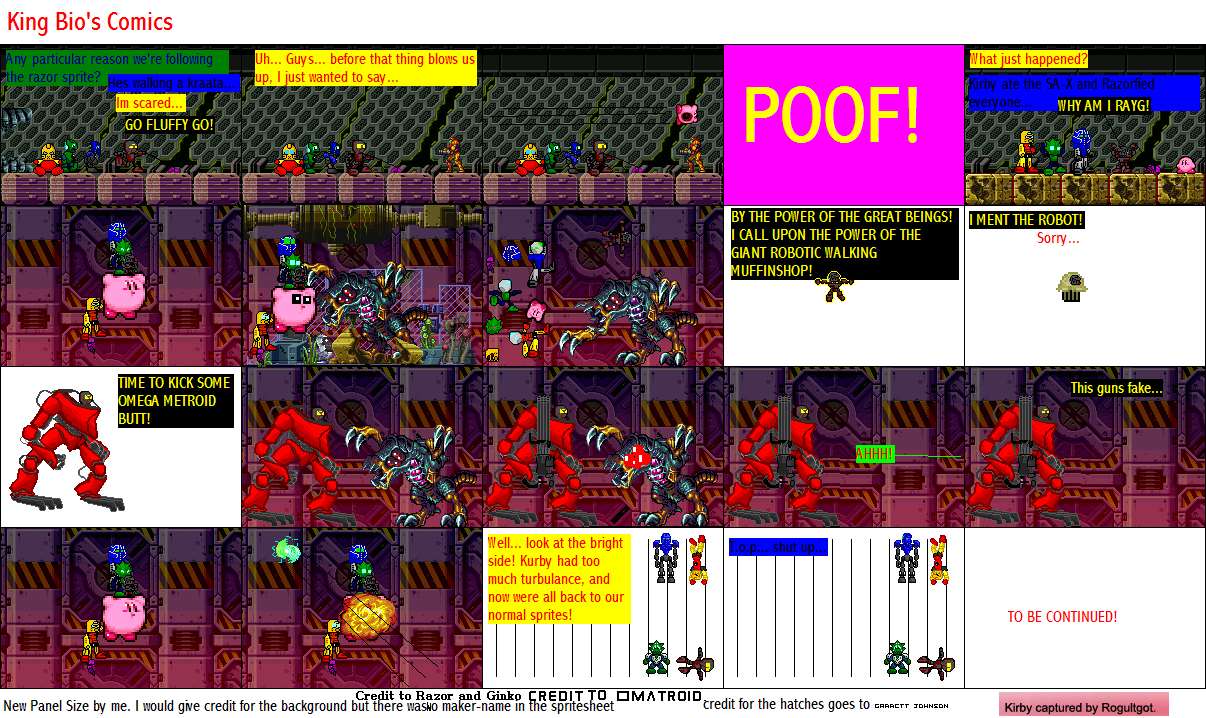 King Bio's Comics
Any particular reason we're following
the razor sprite?
Hes walking a kraata...
Im scared...
GO FLUFFY GO!
Uh... Guys... before that thing blows us
up, I just wanted to say...
POOF!
What just happened?
Kirby ate the SA X and Razorfied
everyone...
WHY AM I RAYG!
BY THE POWER OF THE GREAT BEINGS!
I CALL UPON THE POWER OF THE
GIANT ROBOTIC WALKING
MUFFINSHOP!
I MENT THE ROBOT!
Sorry...
TIME TO KICK SOME
OMEGA METROID
BUTT!
AHHH!
This guns fake...
Well... look at the bright
side! Kurby had too
much turbulance, and
now were all back to our
normal sprites!
r.o.p... shut up...
TO BE CONTINUED!
New Panel Size by me. I would give credit for the background but there was no maker-name in the spritesheet
Credit to Razor and Ginko
CREDIT TO OMATROID
Credit for the hatches goes to GARRETT JOHNSON
Kirby captured by Rogultgot.